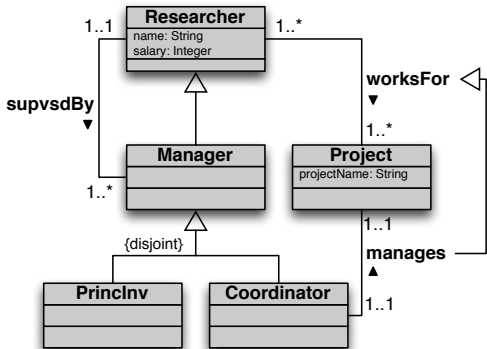 Researcher
1..1
name: String
salary: Integer
1..*
worksFor
▼
supvsdBy
▼
1..*
Manager
Project
projectName: String
1..*
1..1
{disjoint}
manages
▲
PrincInv
Coordinator
1..1